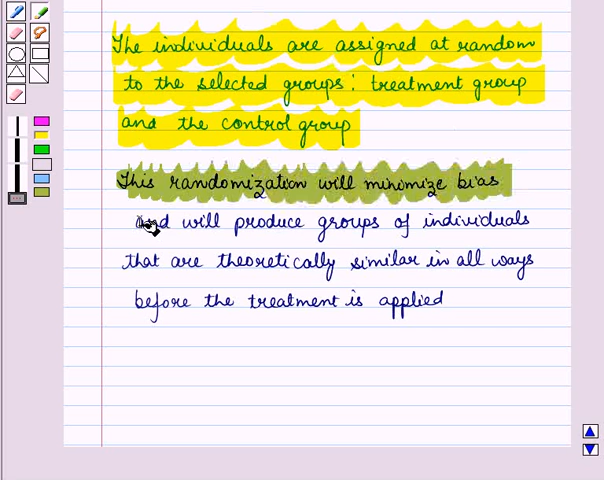 The individuals are assigned at random
to the selected groups: treatment group
and the control group
This randomization will minimize bias
and will produce groups of individuals
that are theoretically similar in all ways
before the treatment is applied